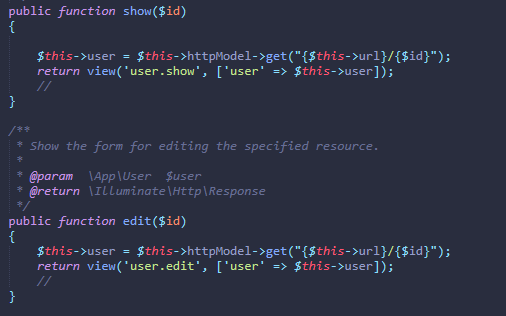 public function show($id)
{
$this->user = $this->httpModel->get("{$this->url}/{$id}");
return view('user.show', ['user' => $this->user]);
//
}
/**
* Show the form for editing the specified resource.
*
* @param \App\User $user
* @return \Illuminate\Http\Response
*/
public function edit($id)
{
$this->user = $this->httpModel->get("{$this->url}/{$id}");
return view('user.edit', ['user' => $this->user]);
//
}